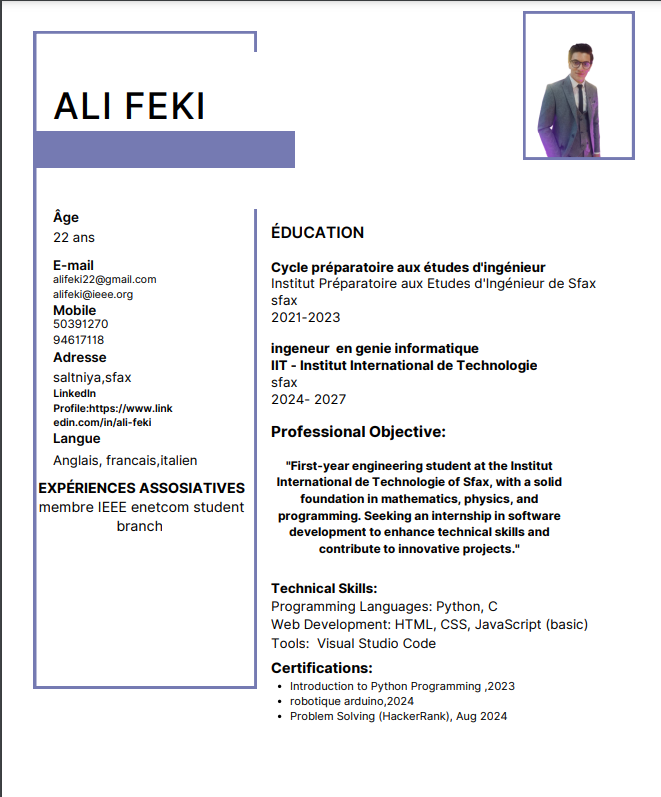 ALI FEKI
Âge
22 ans
E-mail
alifeki22@gmail.com
alifeki@ieee.org
Mobile
50391270
94617118
Adresse
saltniya,sfax
LinkedIn
Profile:https://www.link
edin.com/in/ali-feki
Langue
Anglais, francais,italien
EXPÉRIENCES ASSOSIATIVES
membre IEEE enetcom student
branch
ÉDUCATION
Cycle préparatoire aux études d'ingénieur
Institut Préparatoire aux Etudes d'Ingénieur de Sfax
sfax
2021-2023
ingeneur en genie informatique
IIT - Institut International de Technologie
sfax
2024- 2027
Professional Objective:
"First-year engineering student at the Institut
International de Technologie of Sfax, with a solid
foundation in mathematics, physics, and
programming. Seeking an internship in software
development to enhance technical skills and
contribute to innovative projects."
Technical Skills:
Programming Languages: Python, C
Web Development: HTML, CSS, JavaScript (basic)
Tools: Visual Studio Code
Certifications:
• Introduction to Python Programming ,2023
• robotique arduino,2024
• Problem Solving (HackerRank), Aug 2024